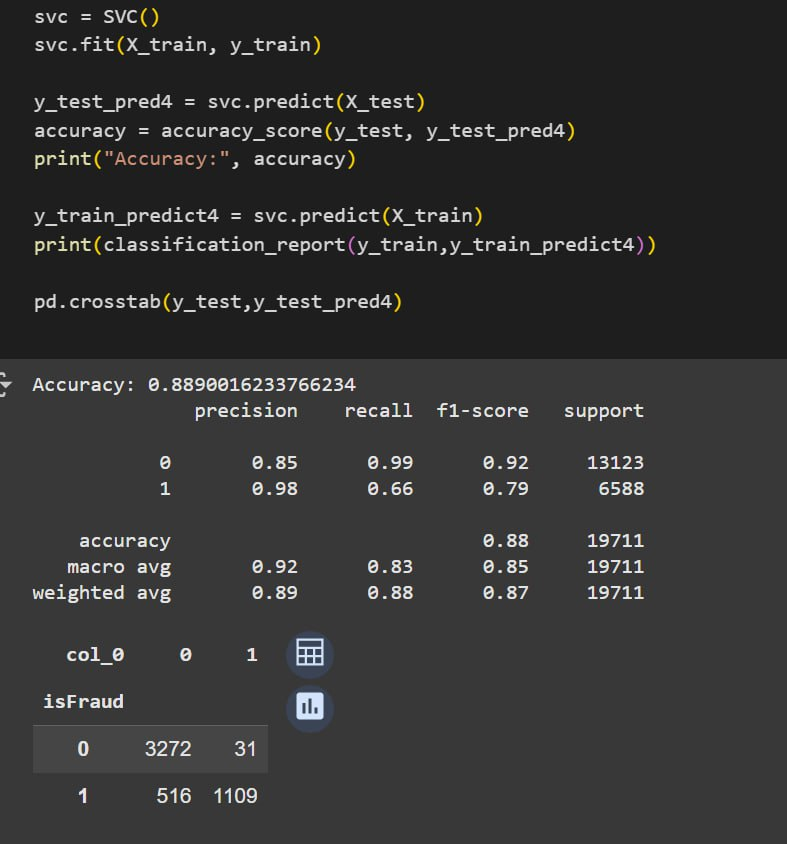 svc = SVC()
svc.fit(X_train, y_train)
y_test_pred4 = svc.predict(X_test)
accuracy = accuracy_score(y_test, y_test_pred4)
print("Accuracy:", accuracy)
y_train_predict4 = svc.predict(X_train)
print(classification_report(y_train,y_train_predict4))
pd.crosstab(y_test,y_test_pred4)
Accuracy: 0.8890016233766234
precision recall f1-score support
0 0.85 0.99 0.92 13123
1 0.98 0.66 0.79 6588
accuracy 0.88 19711
macro avg 0.92 0.83 0.85 19711
weighted avg 0.89 0.88 0.87 19711
col_0 0 1
isFraud
0 3272 31
1 516 1109